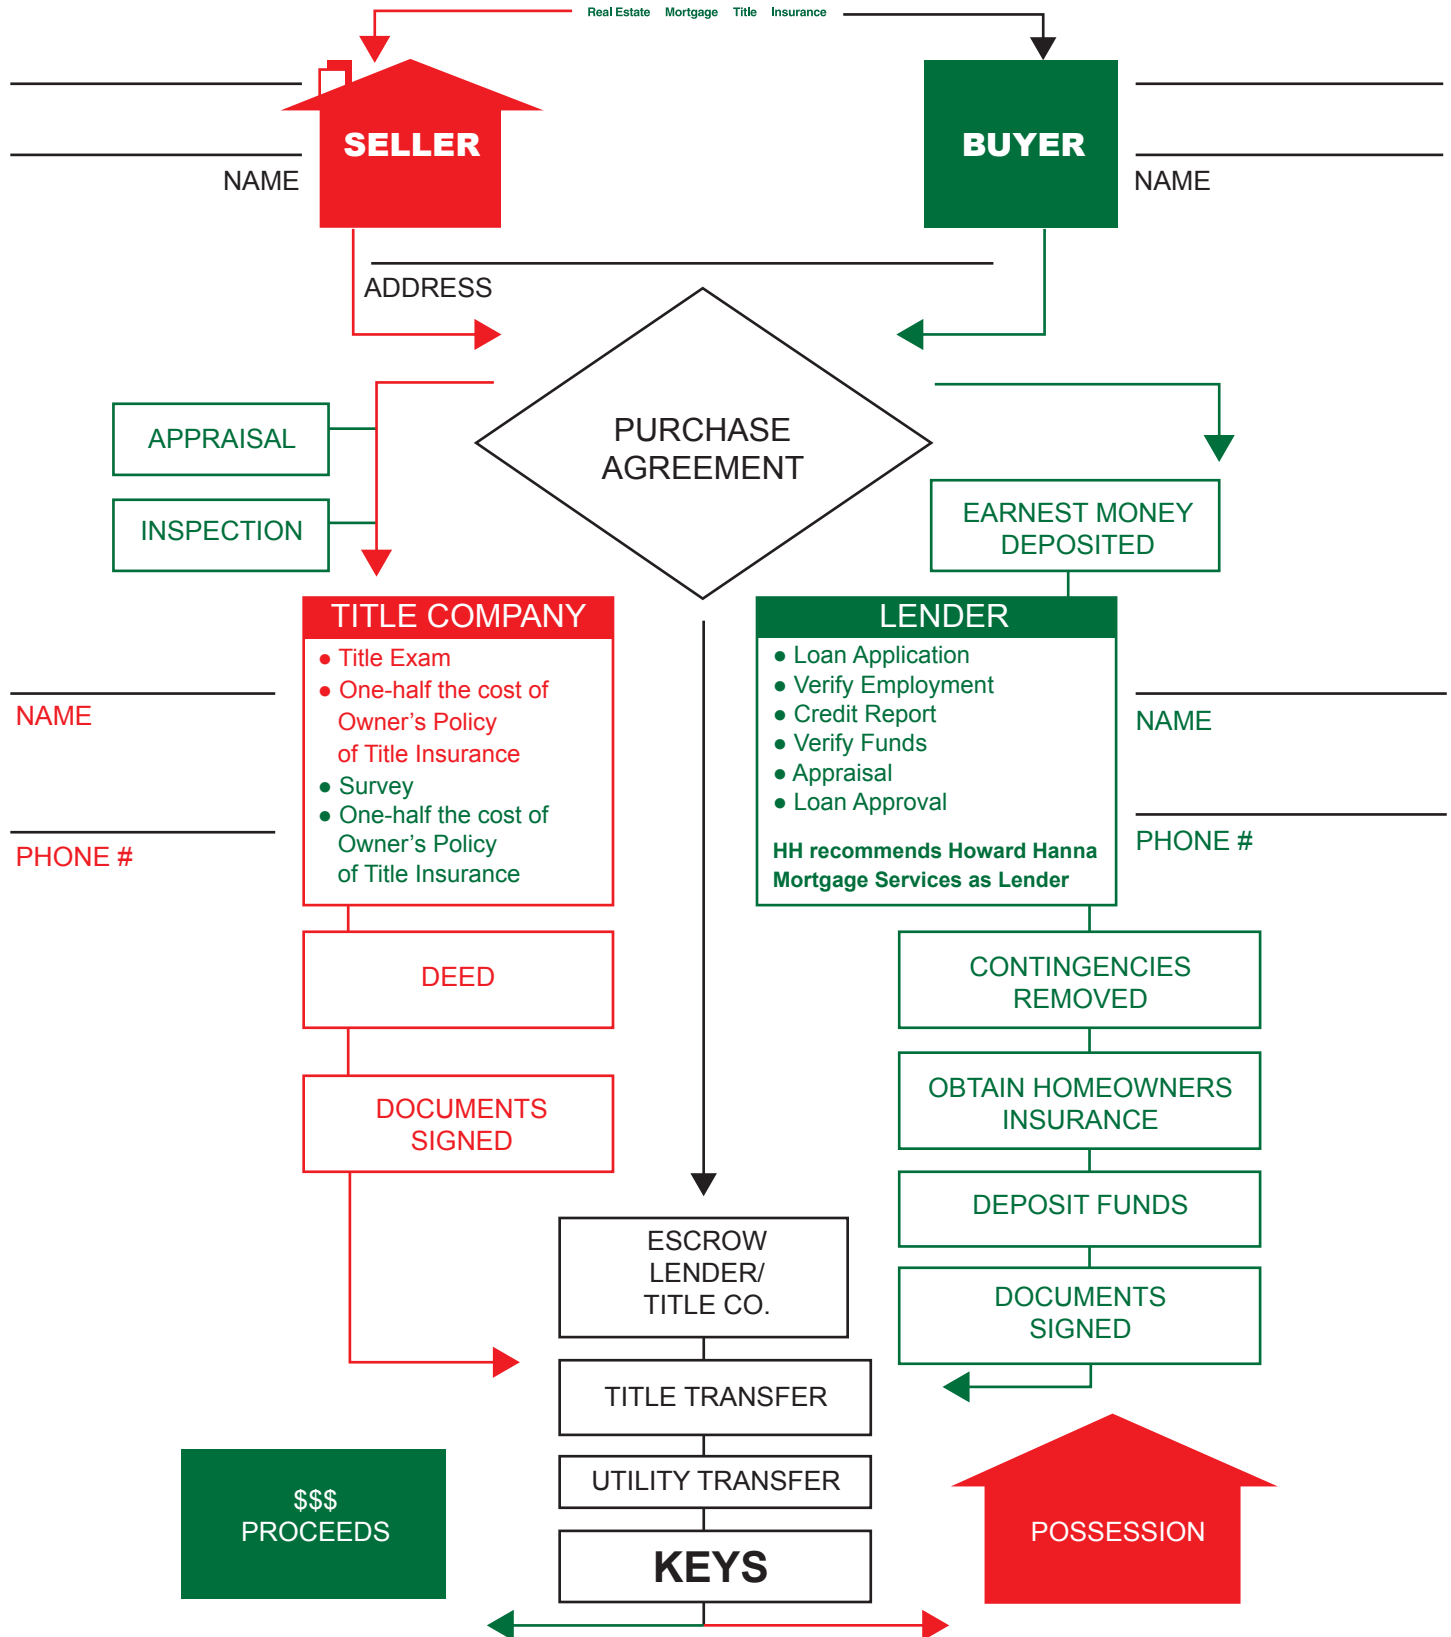 Real Estate Mortgage Title Insurance
SELLER
BUYER
NAME
NAME
ADDRESS
PURCHASE
AGREEMENT
APPRAISAL
INSPECTION
EARNEST MONEY
DEPOSITED
TITLE COMPANY
● Title Exam
● One-half the cost of
Owner’s Policy
of Title Insurance
● Survey
● One-half the cost of
Owner’s Policy
of Title Insurance
NAME
PHONE #
LENDER
● Loan Application
● Verify Employment
● Credit Report
● Verify Funds
● Appraisal
● Loan Approval
HH recommends Howard Hanna
Mortgage Services as Lender
NAME
PHONE #
DEED
DOCUMENTS
SIGNED
CONTINGENCIES
REMOVED
OBTAIN HOMEOWNERS
INSURANCE
DEPOSIT FUNDS
DOCUMENTS
SIGNED
ESCROW
LENDER/
TITLE CO.
TITLE TRANSFER
UTILITY TRANSFER
KEYS
$$$
PROCEEDS
POSSESSION